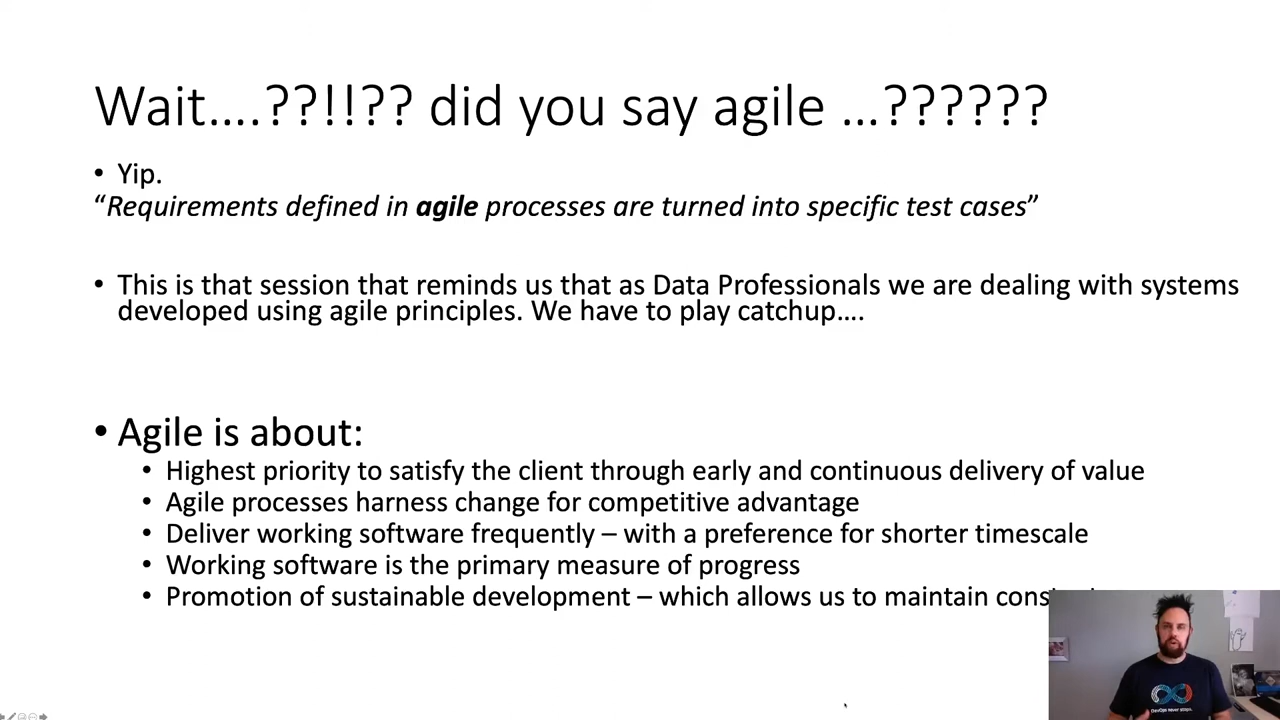 Wait....??!!?? did you say agile ...??????
• Yip.
“Requirements defined in agile processes are turned into specific test cases”
• This is that session that reminds us that as Data Professionals we are dealing with systems
developed using agile principles. We have to play catchup....
• Agile is about:
• Highest priority to satisfy the client through early and continuous delivery of value
• Agile processes harness change for competitive advantage
• Deliver working software frequently – with a preference for shorter timescale
• Working software is the primary measure of progress
• Promotion of sustainable development – which allows us to maintain
DevOps never stops.